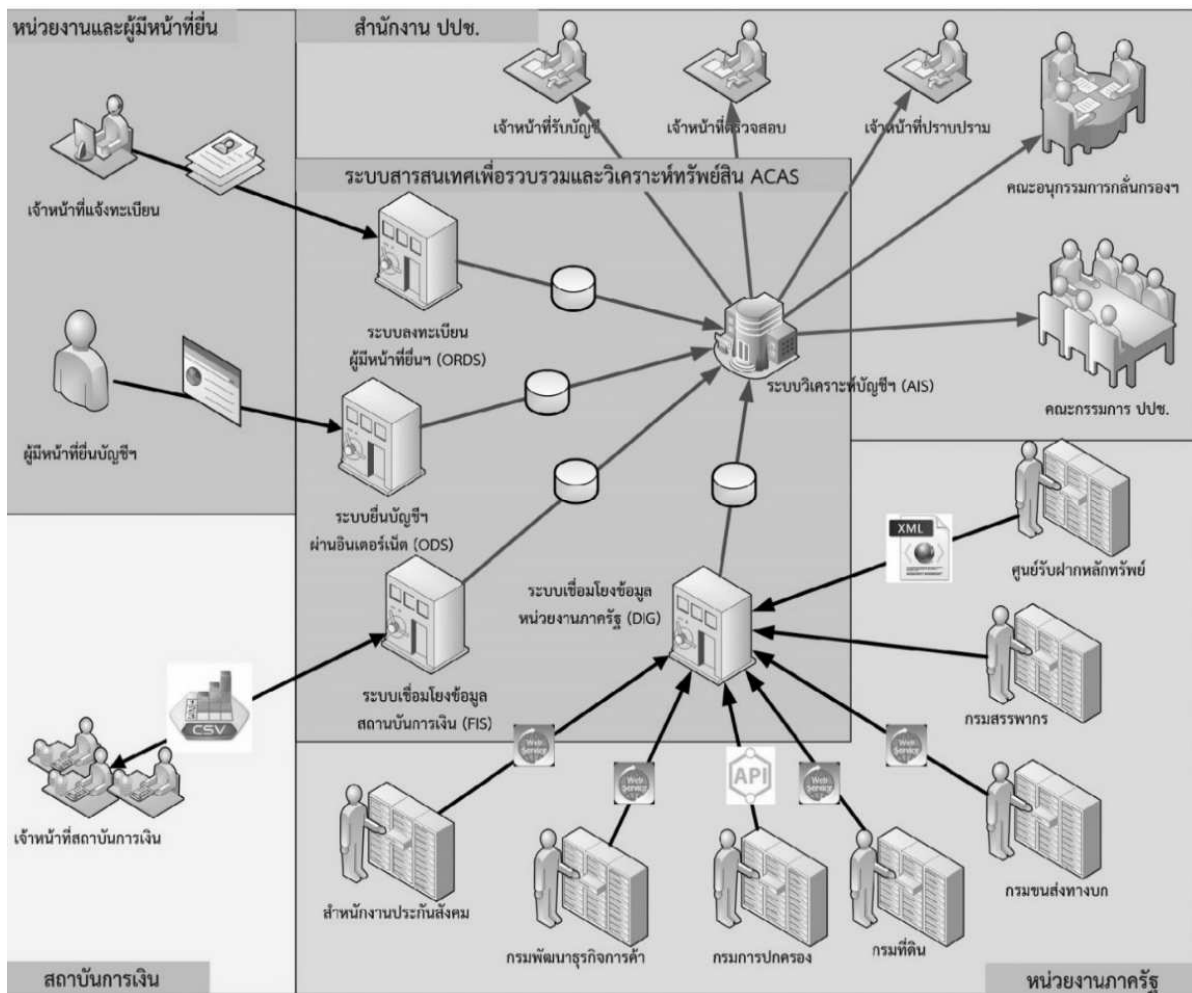 หน่วยงานและผู้มีหน้าที่ยื่น
สำนักงาน ปปช.
เจ้าหน้าที่รับบัญชี
เจ้าหน้าที่ตรวจสอบ
เจ้าหน้าที่ปราบปราม
คณะอนุกรรมการกลั่นกรองฯ
คณะกรรมการ ปปช.
เจ้าหน้าที่แจ้งทะเบียน
ผู้มีหน้าที่ยื่นบัญชีฯ
ระบบสารสนเทศเพื่อรวบรวมและวิเคราะห์ทรัพย์สิน ACAS
ระบบลงทะเบียน
ผู้มีหน้าที่ยื่นฯ (ORDS)
ระบบวิเคราะห์บัญชีฯ (AIS)
ระบบยื่นบัญชีฯ
ผ่านอินเตอร์เน็ต (ODS)
ระบบเชื่อมโยงข้อมูล
หน่วยงานภาครัฐ (DIG)
ระบบเชื่อมโยงข้อมูล
สถาบันการเงิน (FIS)
XML
ศูนย์รับฝากหลักทรัพย์
กรมสรรพากร
CSV
เจ้าหน้าที่สถาบันการเงิน
Web
Service
Web
Service
API
Web
Service
Web
Service
สำหนักงานประกันสังคม
กรมพัฒนาธุรกิจการค้า
กรมการปกครอง
กรมที่ดิน
กรมขนส่งทางบก
สถาบันการเงิน
หน่วยงานภาครัฐ